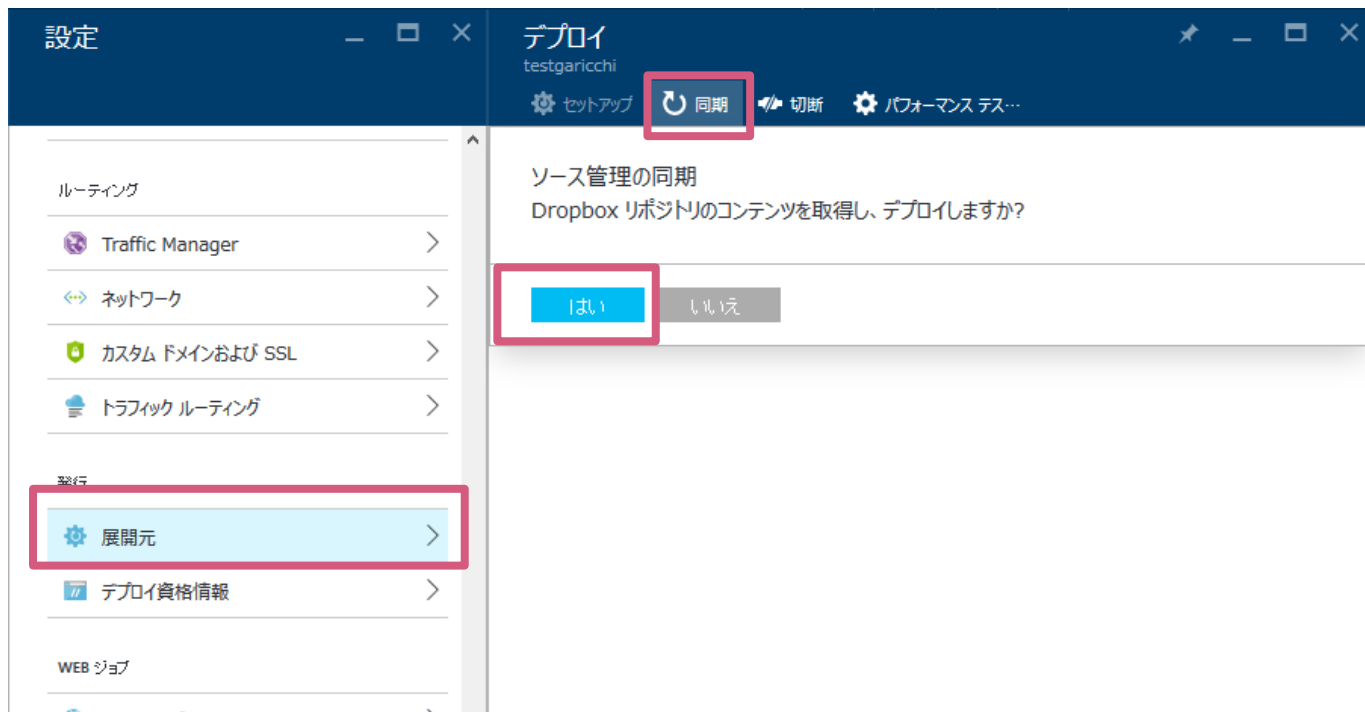 設定
ルーティング
Traffic Manager
ネットワーク
カスタム ドメインおよび SSL
トラフィック ルーティング
発行
展開元
デプロイ資格情報
WEB ジョブ
デプロイ
testgaricchi
セットアップ 同期 切断 パフォーマンス テス…
ソース管理の同期
Dropbox リポジトリのコンテンツを取得し、デプロイしますか?
はい いいえ